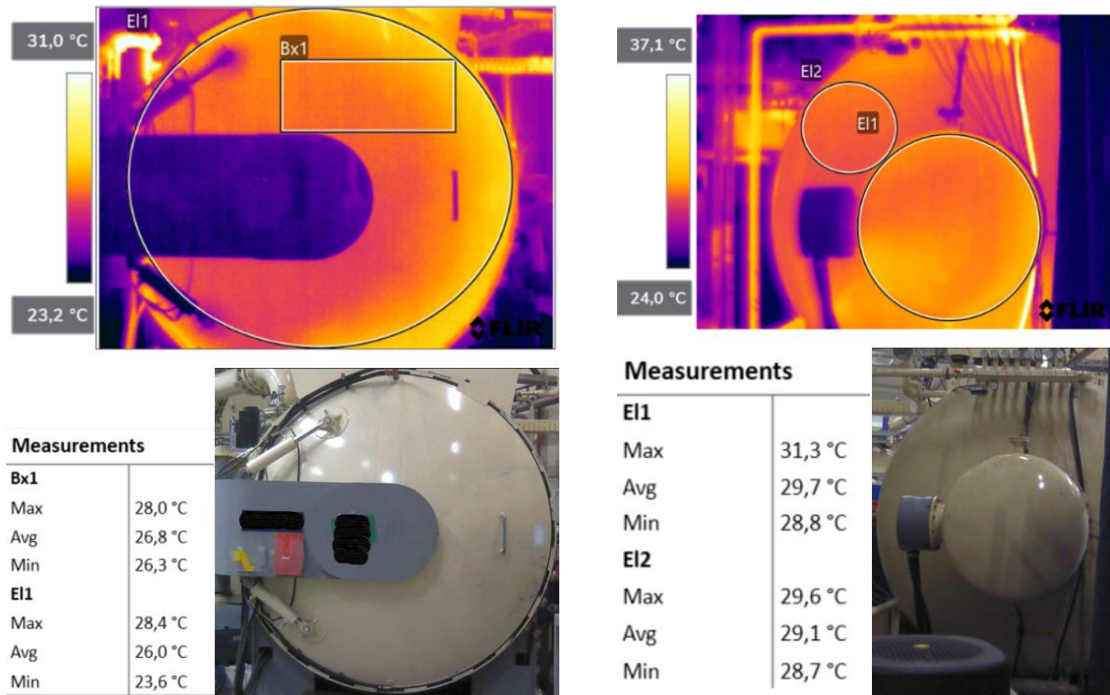 El1
31,0 °C
Bx1
23,2 °C
FLIR
Measurements
Bx1
Max 28,0 °C
Avg 26,8 °C
Min 26,3 °C
El1
Max 28,4 °C
Avg 26,0 °C
Min 23,6 °C
37,1 °C
El2
El1
24,0 °C
FLIR
Measurements
El1
Max 31,3 °C
Avg 29,7 °C
Min 28,8 °C
El2
Max 29,6 °C
Avg 29,1 °C
Min 28,7 °C